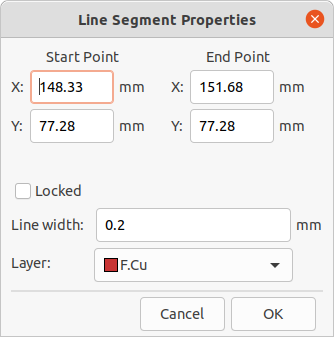 Line Segment Properties
Start Point End Point
X: 148.33 mm X: 151.68 mm
Y: 77.28 mm Y: 77.28 mm
Locked
Line width: 0.2 mm
Layer: F.Cu
Cancel OK